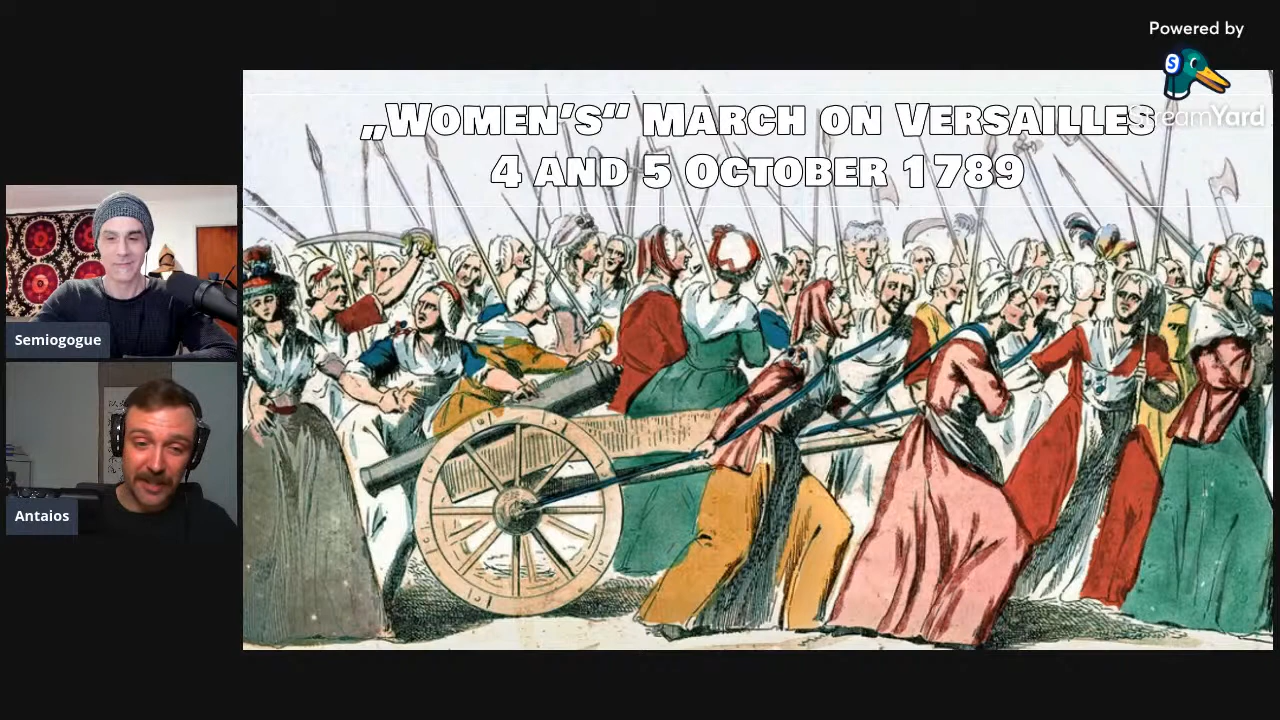 Powered by
S
StreamYard
„Women's“ March on Versailles
4 and 5 October 1789
Semiogogue
Antaios